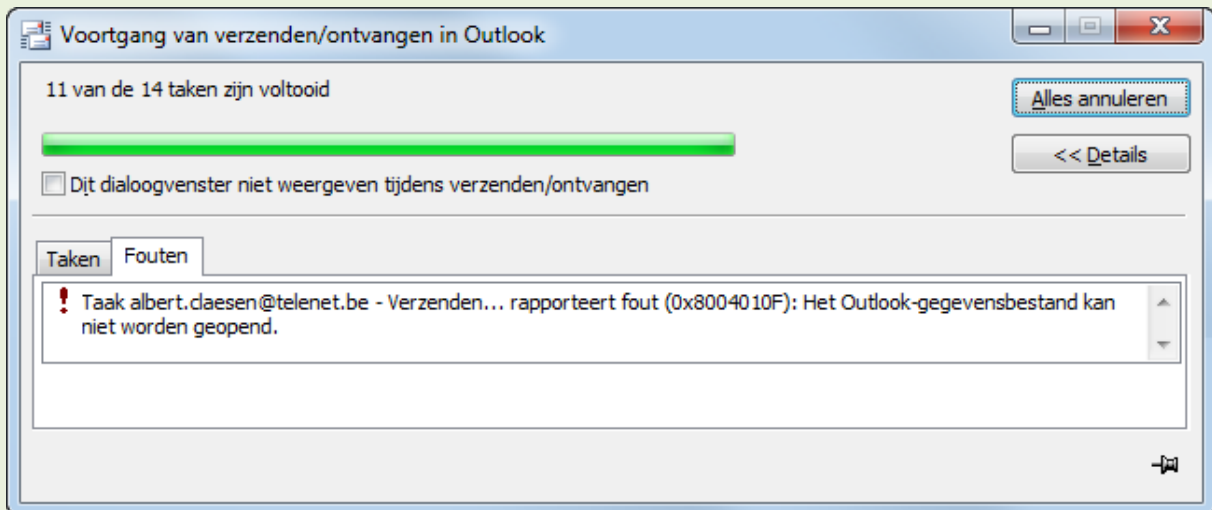 Voortgang van verzenden/ontvangen in Outlook
11 van de 14 taken zijn voltooid
Alles annuleren
<< Details
Dit dialoogvenster niet weergeven tijdens verzenden/ontvangen
Taken Fouten
Taak albert.claesen@telenet.be - Verzenden... rapporteert fout (0x8004010F): Het Outlook-gegevensbestand kan
niet worden geopend.